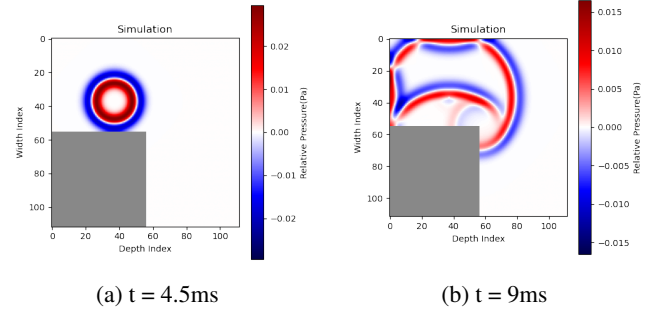 Simulation
0
20
40
60
80
100
Width Index
0 20 40 60 80 100
Depth Index
0.02
0.01
0.00
−0.01
−0.02
Relative Pressure(Pa)
(a) t = 4.5ms
Simulation
0
20
40
60
80
100
Width Index
0 20 40 60 80 100
Depth Index
0.015
0.010
0.005
0.000
−0.005
−0.010
−0.015
Relative Pressure(Pa)
(b) t = 9ms